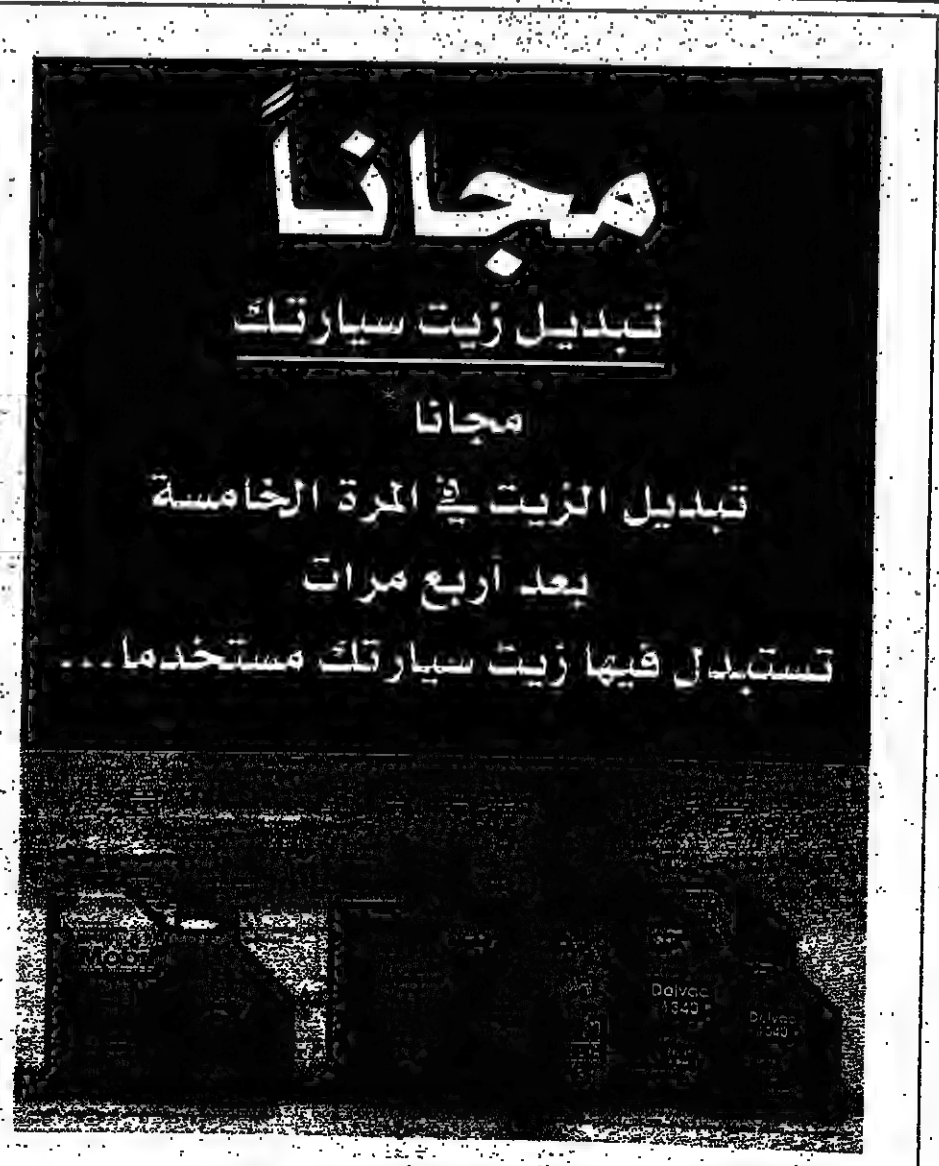 مجاناً
تبديل زيت سيارتك
مجانا
تبديل الزيت في المرة الخامسة
بعد أربع مرات
تستبدل فيها زيت سيارتك مستخدما...
Mobil
Delvac
1340
Delvac
1340